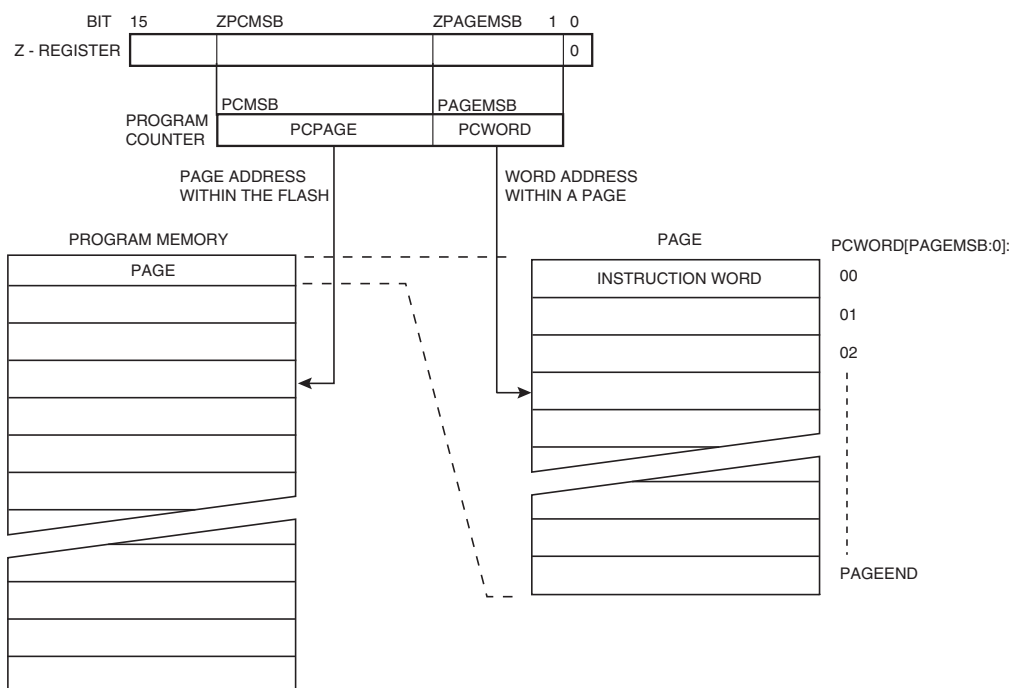 BIT 15 ZPCMSB ZPAGEMSB 1 0
Z - REGISTER 0
PCMSB PAGEMSB
PROGRAM
COUNTER
PCPAGE PCWORD
PAGE ADDRESS
WITHIN THE FLASH
WORD ADDRESS
WITHIN A PAGE
PROGRAM MEMORY
PAGE
PAGE
PCWORD[PAGEMSB:0]:
INSTRUCTION WORD
00
01
02
PAGEEND